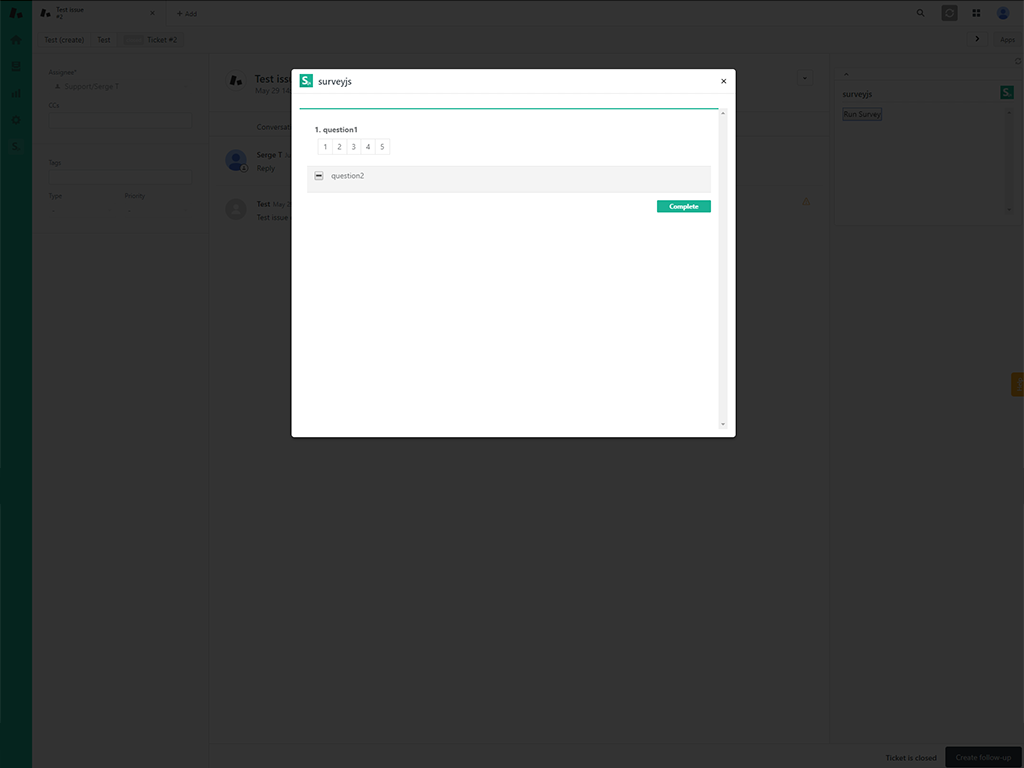 Test issue
#2
+ Add
Test (create)
Test
Ticket #2
Apps
Assignee*
Support/Serge T
CCs
Tags
Type
Priority
-
-
Test iss
May 29 14
Conversati
Serge T
Reply
Test May 2
Test issue
S.
surveyjs
×
1. question1
1 2 3 4 5
question2
Complete
surveyjs
S.
Run Survey
Ticket is closed
Create follow-up